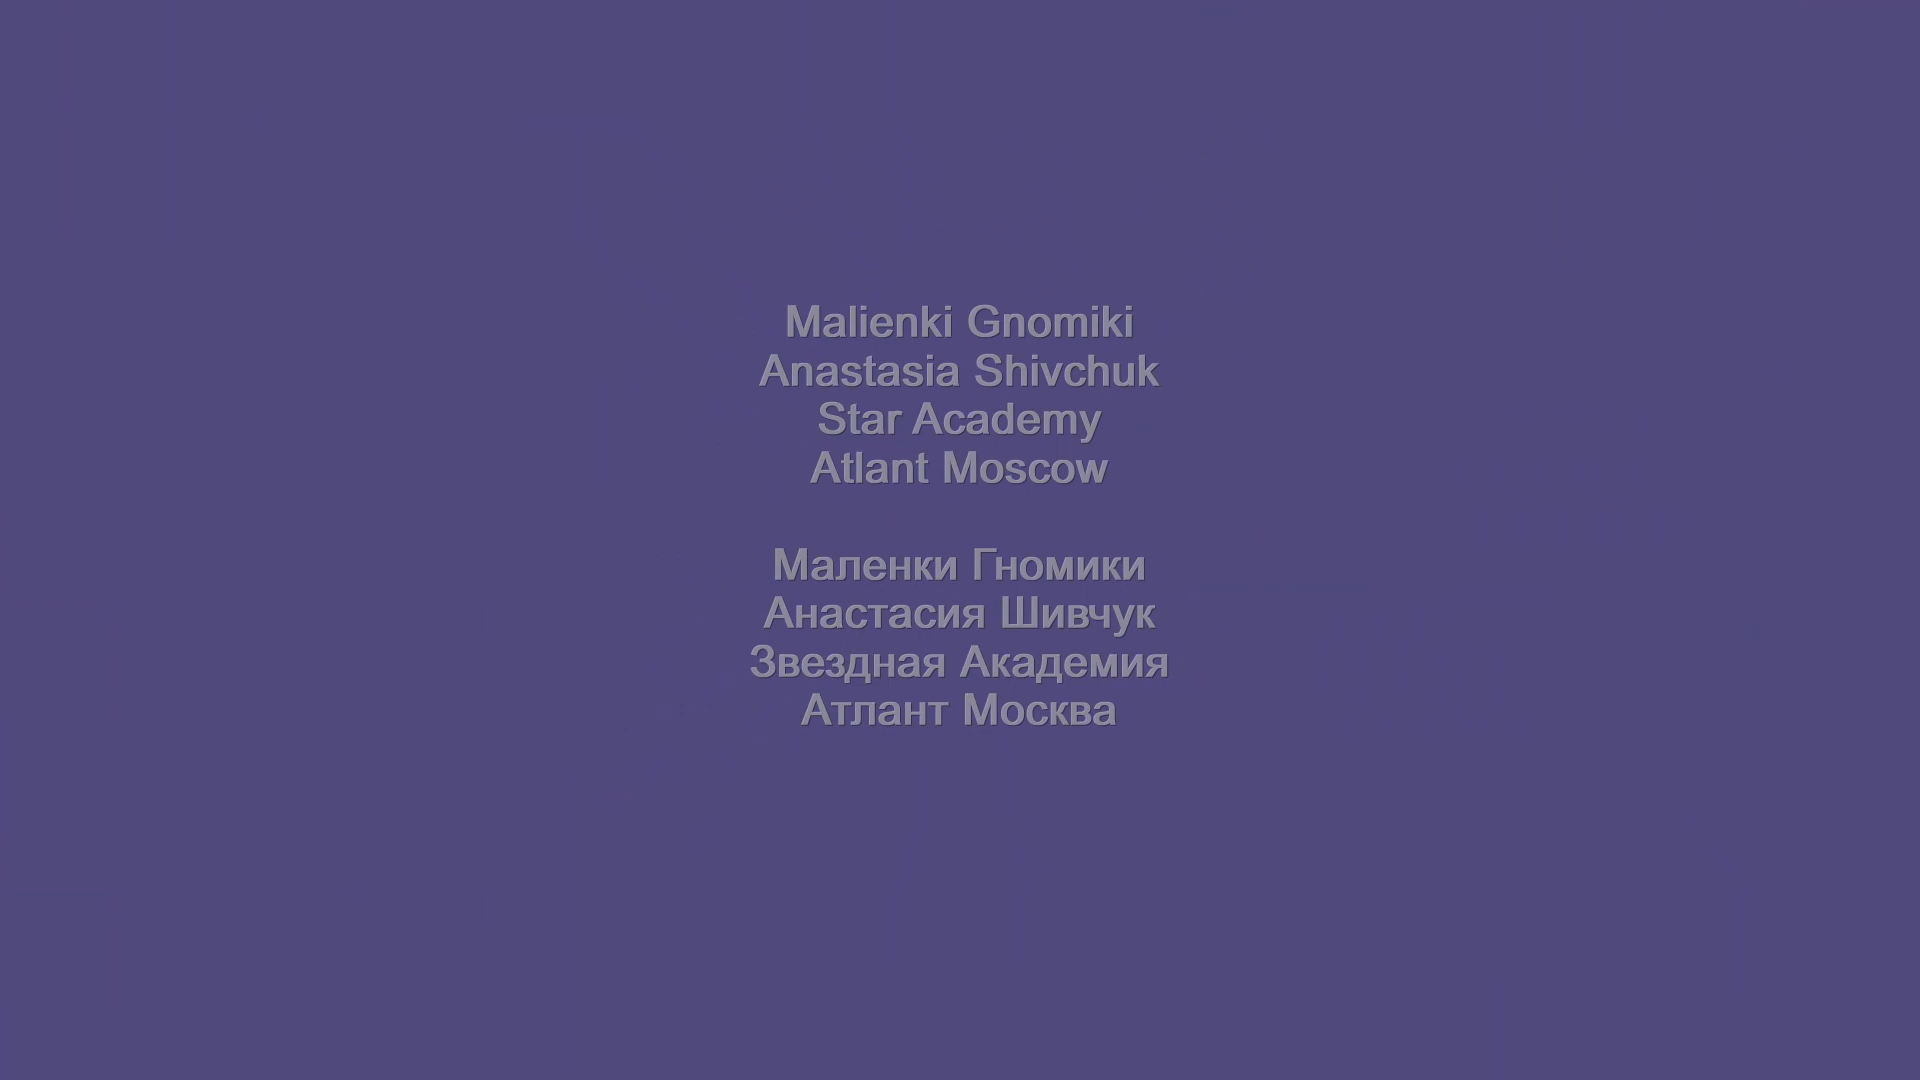 Malienki Gnomiki
Anastasia Shivchuk
Star Academy
Atlant Moscow
Маленки Гномики
Анастасия Шивчук
Звездная Академия
Атлант Москва